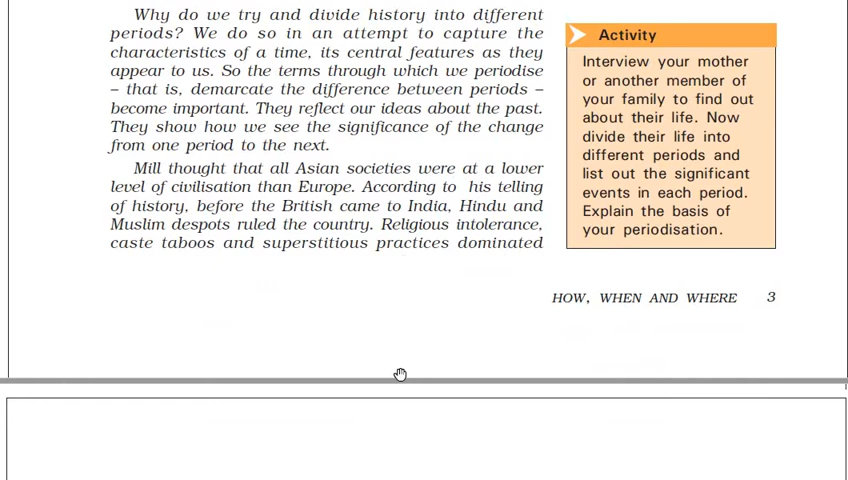 Why do we try and divide history into different
periods? We do so in an attempt to capture the
characteristics of a time, its central features as they
appear to us. So the terms through which we periodise
– that is, demarcate the difference between periods –
become important. They reflect our ideas about the past.
They show how we see the significance of the change
from one period to the next.
Mill thought that all Asian societies were at a lower
level of civilisation than Europe. According to his telling
of history, before the British came to India, Hindu and
Muslim despots ruled the country. Religious intolerance,
caste taboos and superstitious practices dominated
Activity
Interview your mother
or another member of
your family to find out
about their life. Now
divide their life into
different periods and
list out the significant
events in each period.
Explain the basis of
your periodisation.
HOW, WHEN AND WHERE 3